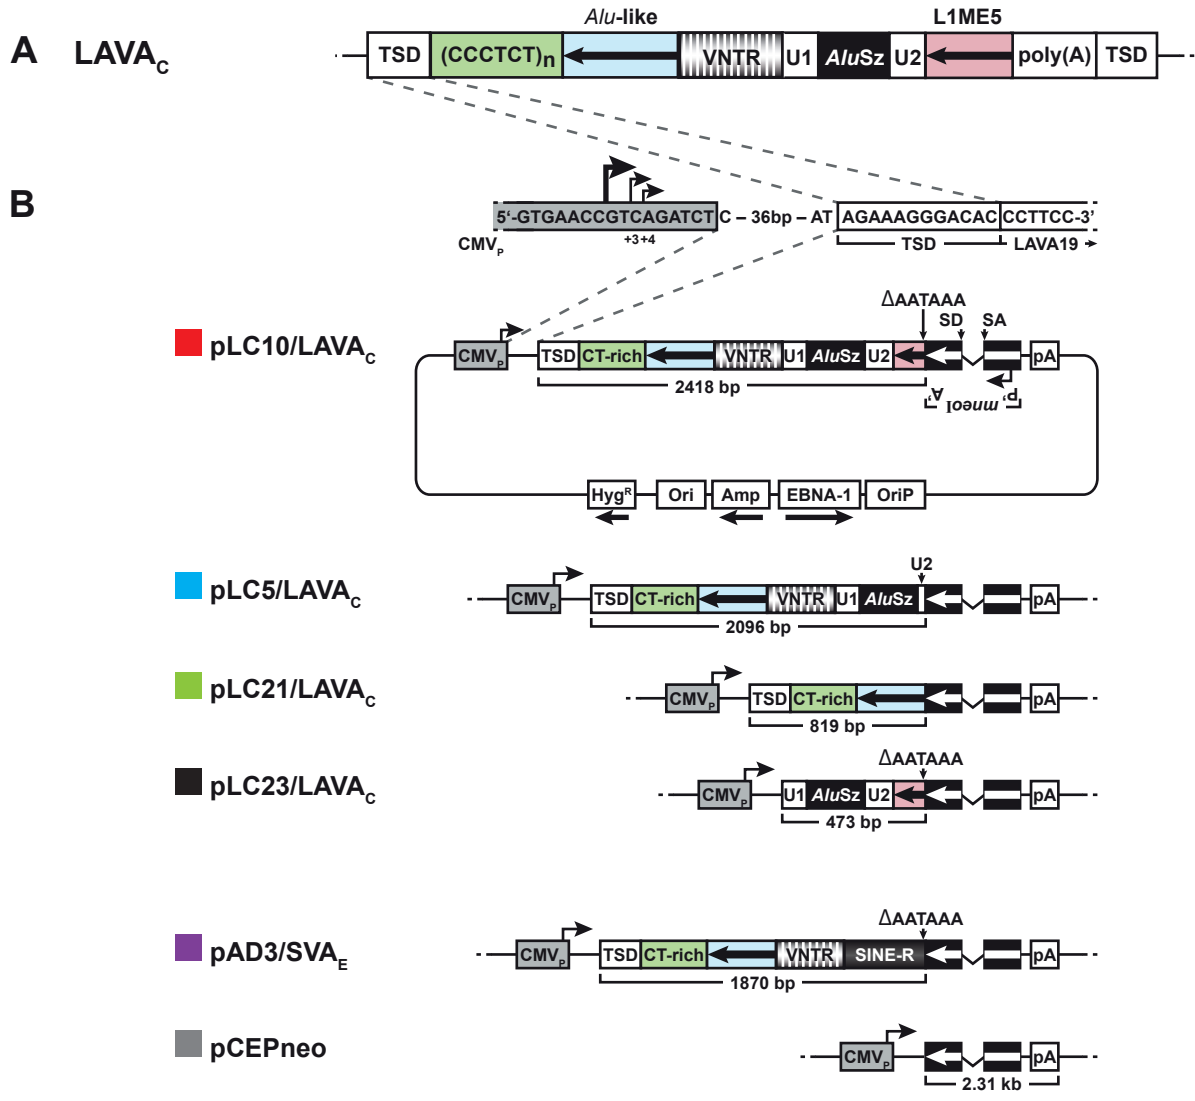 Alu-like L1ME5
A LAVAC TSD (CCCTCT)n VNTR U1 AluSz U2 poly(A) TSD
B
5‘-GTGAACCGTCAGATCT C – 36bp – AT AGAAAGGGACAC CCTTCC-3’
CMVP +3 +4 TSD LAVA19
ΔAATAAA
SD SA
pLC10/LAVAC CMVP TSD CT-rich VNTR U1 AluSz U2 pA
2418 bp A’ mneoI P’
HygR Ori Amp EBNA-1 OriP
U2
pLC5/LAVAC CMVP TSD CT-rich VNTR U1 AluSz pA
2096 bp
pLC21/LAVAC CMVP TSD CT-rich pA
819 bp
ΔAATAAA
pLC23/LAVAC CMVP U1 AluSz U2 pA
473 bp
ΔAATAAA
pAD3/SVAE CMVP TSD CT-rich VNTR SINE-R pA
1870 bp
pCEPneo CMVP pA
2.31 kb